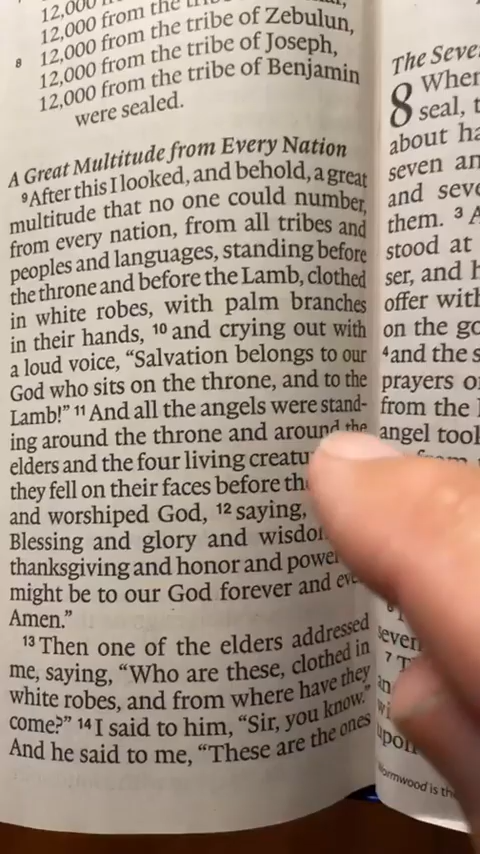 12,000
12,000 from the
8 12,000 from the tribe of Zebulun,
12,000 from the tribe of Joseph,
12,000 from the tribe of Benjamin
were sealed.
A Great Multitude from Every Nation
9 After this I looked, and behold, a great
multitude that no one could number,
from every nation, from all tribes and
peoples and languages, standing before
the throne and before the Lamb, clothed
in white robes, with palm branches
in their hands, 10 and crying out with
a loud voice, “Salvation belongs to our
God who sits on the throne, and to the
Lamb!” 11 And all the angels were stand-
ing around the throne and around the
elders and the four living
they fell on their faces before
and worshiped God, 12 saying,
Blessing and glory and
thanksgiving and honor and
might be to our God forever and
Amen.”
13 Then one of the elders addressed
me, saying, “Who are these, clothed in
white robes, and from where have they
come?” 14 I said to him, “Sir, you know.”
And he said to me, “These are the ones
The
8
seal,
about
seven
and
them. 3
stood at
ser, and
offer
on the
4 and the
prayers
from the
angel
seven
7
upon
is